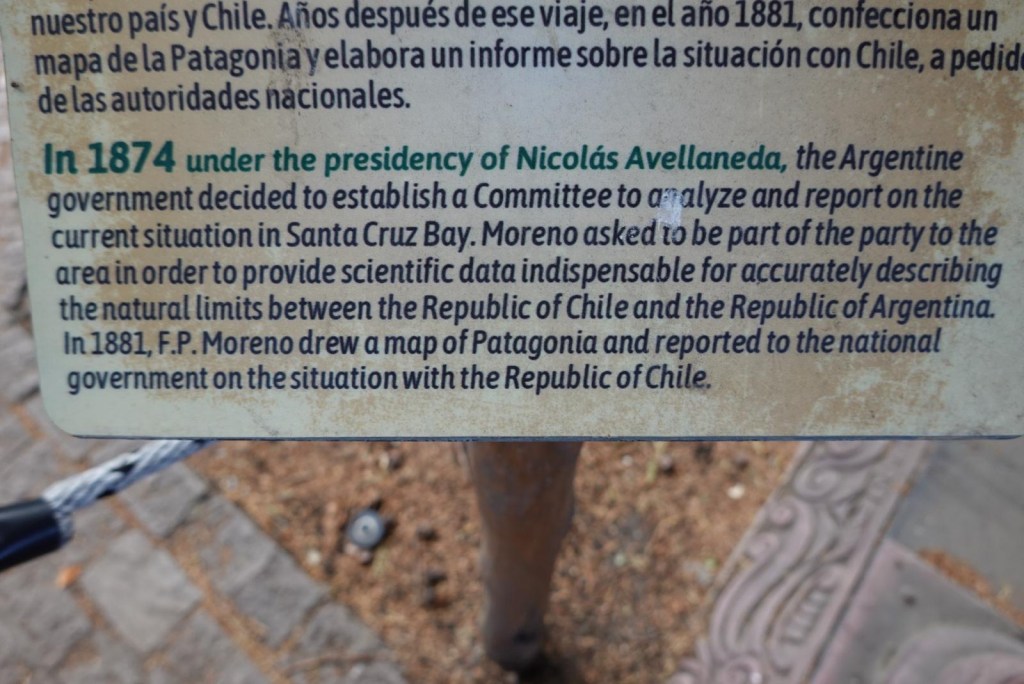 nuestro país y Chile. Años después de ese viaje, en el año 1881, confecciona un
mapa de la Patagonia y elabora un informe sobre la situación con Chile, a pedid
de las autoridades nacionales.
In 1874 under the presidency of Nicolás Avellaneda, the Argentine
government decided to establish a Committee to analyze and report on the
current situation in Santa Cruz Bay. Moreno asked to be part of the party to the
area in order to provide scientific data indispensable for accurately describing
the natural limits between the Republic of Chile and the Republic of Argentina.
In 1881, F.P. Moreno drew a map of Patagonia and reported to the national
government on the situation with the Republic of Chile.